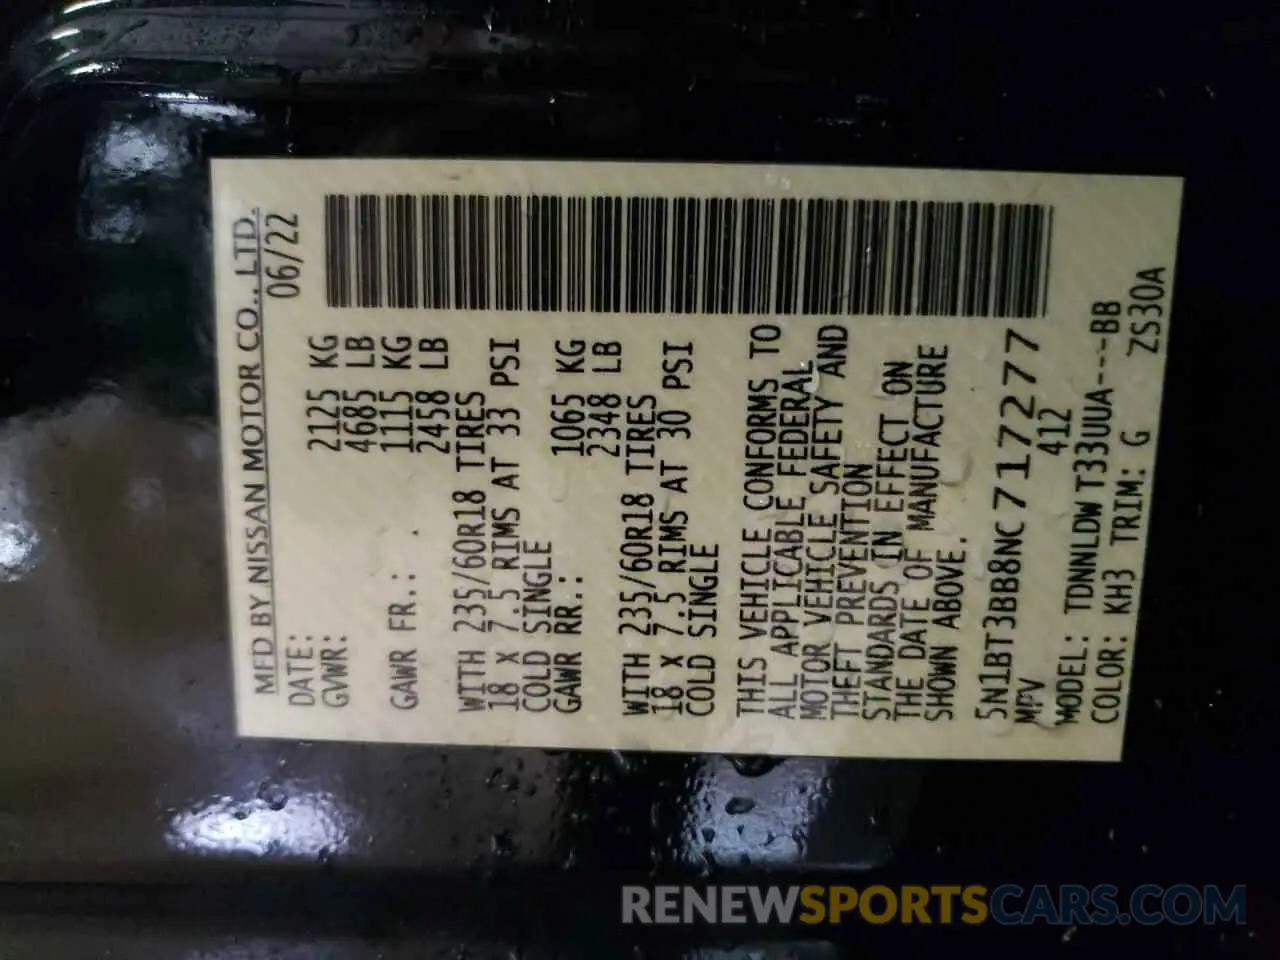 MFD BY NISSAN MOTOR CO., LTD.
DATE: 06/22
GVWR: 2125 KG
4685 LB
GAWR FR.: 1115 KG
2458 LB
WITH 235/60R18 TIRES
18 X 7.5 RIMS AT 33 PSI
COLD SINGLE
GAWR RR.: 1065 KG
2348 LB
WITH 235/60R18 TIRES
18 X 7.5 RIMS AT 30 PSI
COLD SINGLE
THIS VEHICLE CONFORMS TO
ALL APPLICABLE FEDERAL
MOTOR VEHICLE SAFETY AND
THEFT PREVENTION
STANDARDS IN EFFECT ON
THE DATE OF MANUFACTURE
SHOWN ABOVE.
5N1BT3BB8NC717277
MPV 412
MODEL: TDNNLDW T33UUA---BB
COLOR: KH3 TRIM: G ZS30A
RENEWSPORTSCARS.COM